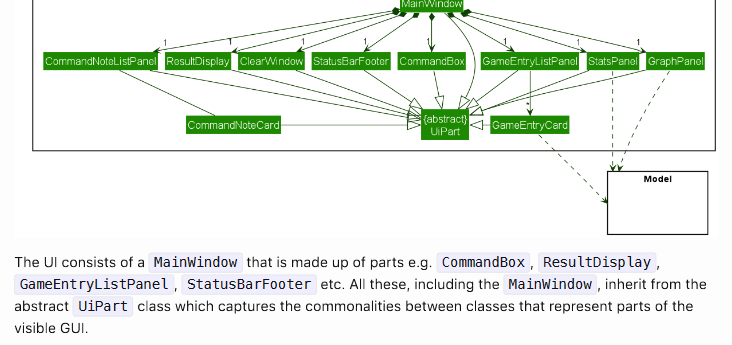 MainWindow
1 1 1 1 1 1 1 1
CommandNoteListPanel ResultDisplay ClearWindow StatusBarFooter CommandBox GameEntryListPanel StatsPanel GraphPanel
*
CommandNoteCard {abstract} GameEntryCard
UiPart
Model
The UI consists of a MainWindow that is made up of parts e.g. CommandBox, ResultDisplay,
GameEntryListPanel, StatusBarFooter etc. All these, including the MainWindow, inherit from the
abstract UiPart class which captures the commonalities between classes that represent parts of the
visible GUI.